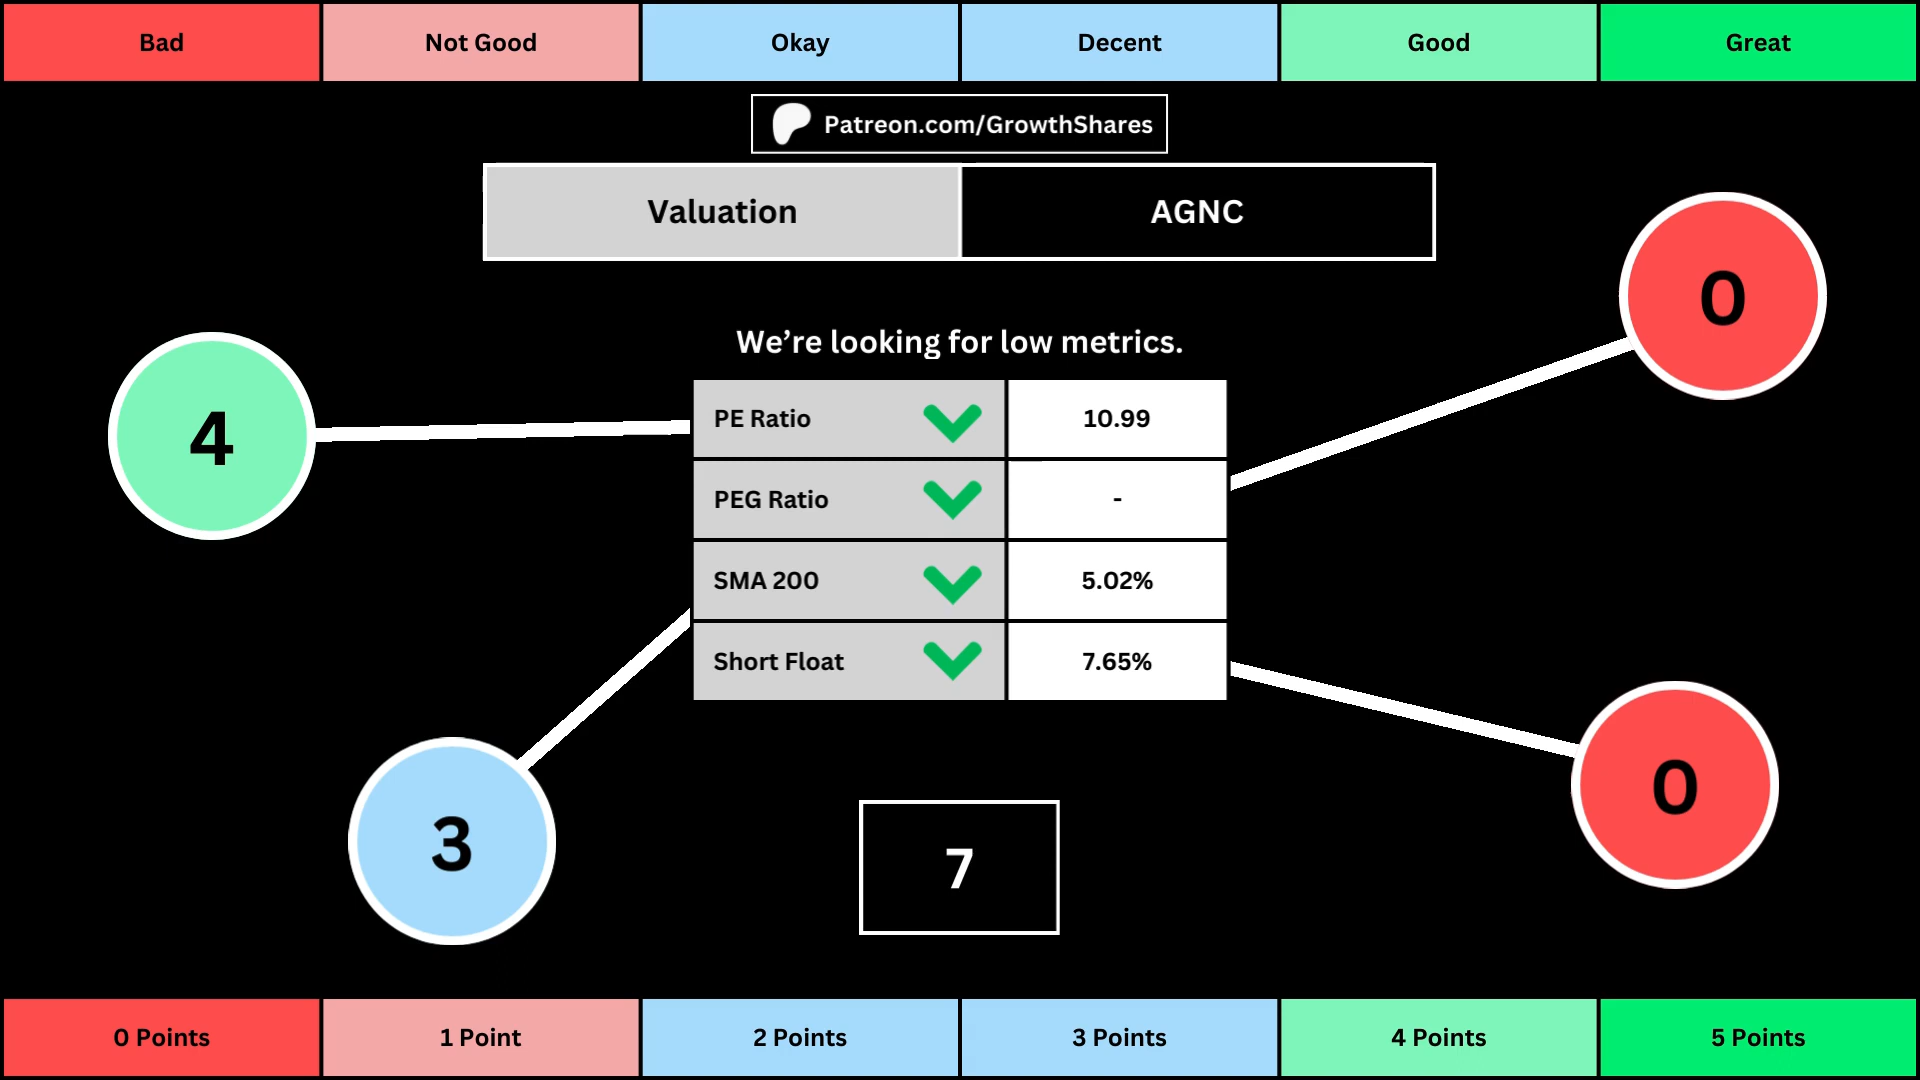 Bad Not Good Okay Decent Good Great
Patreon.com/GrowthShares
Valuation AGNC
0
We’re looking for low metrics.
4
PE Ratio 10.99
PEG Ratio -
SMA 200 5.02%
Short Float 7.65%
0
3
7
0 Points 1 Point 2 Points 3 Points 4 Points 5 Points